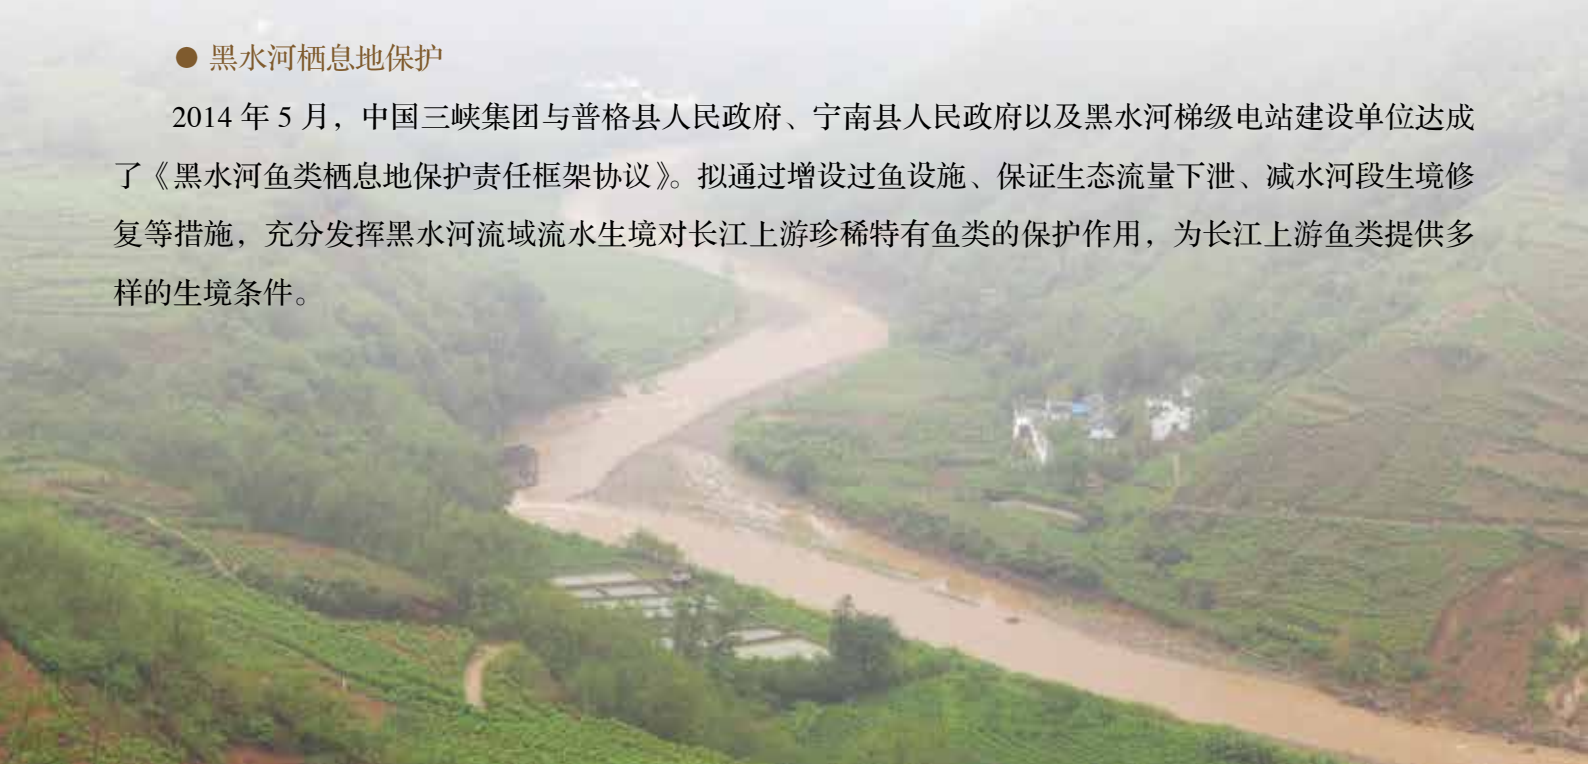 ● 黑水河栖息地保护
2014 年 5 月，中国三峡集团与普格县人民政府、宁南县人民政府以及黑水河梯级电站建设单位达成
了《黑水河鱼类栖息地保护责任框架协议》。拟通过增设过鱼设施、保证生态流量下泄、减水河段生境修
复等措施，充分发挥黑水河流域流水生境对长江上游珍稀特有鱼类的保护作用，为长江上游鱼类提供多
样的生境条件。